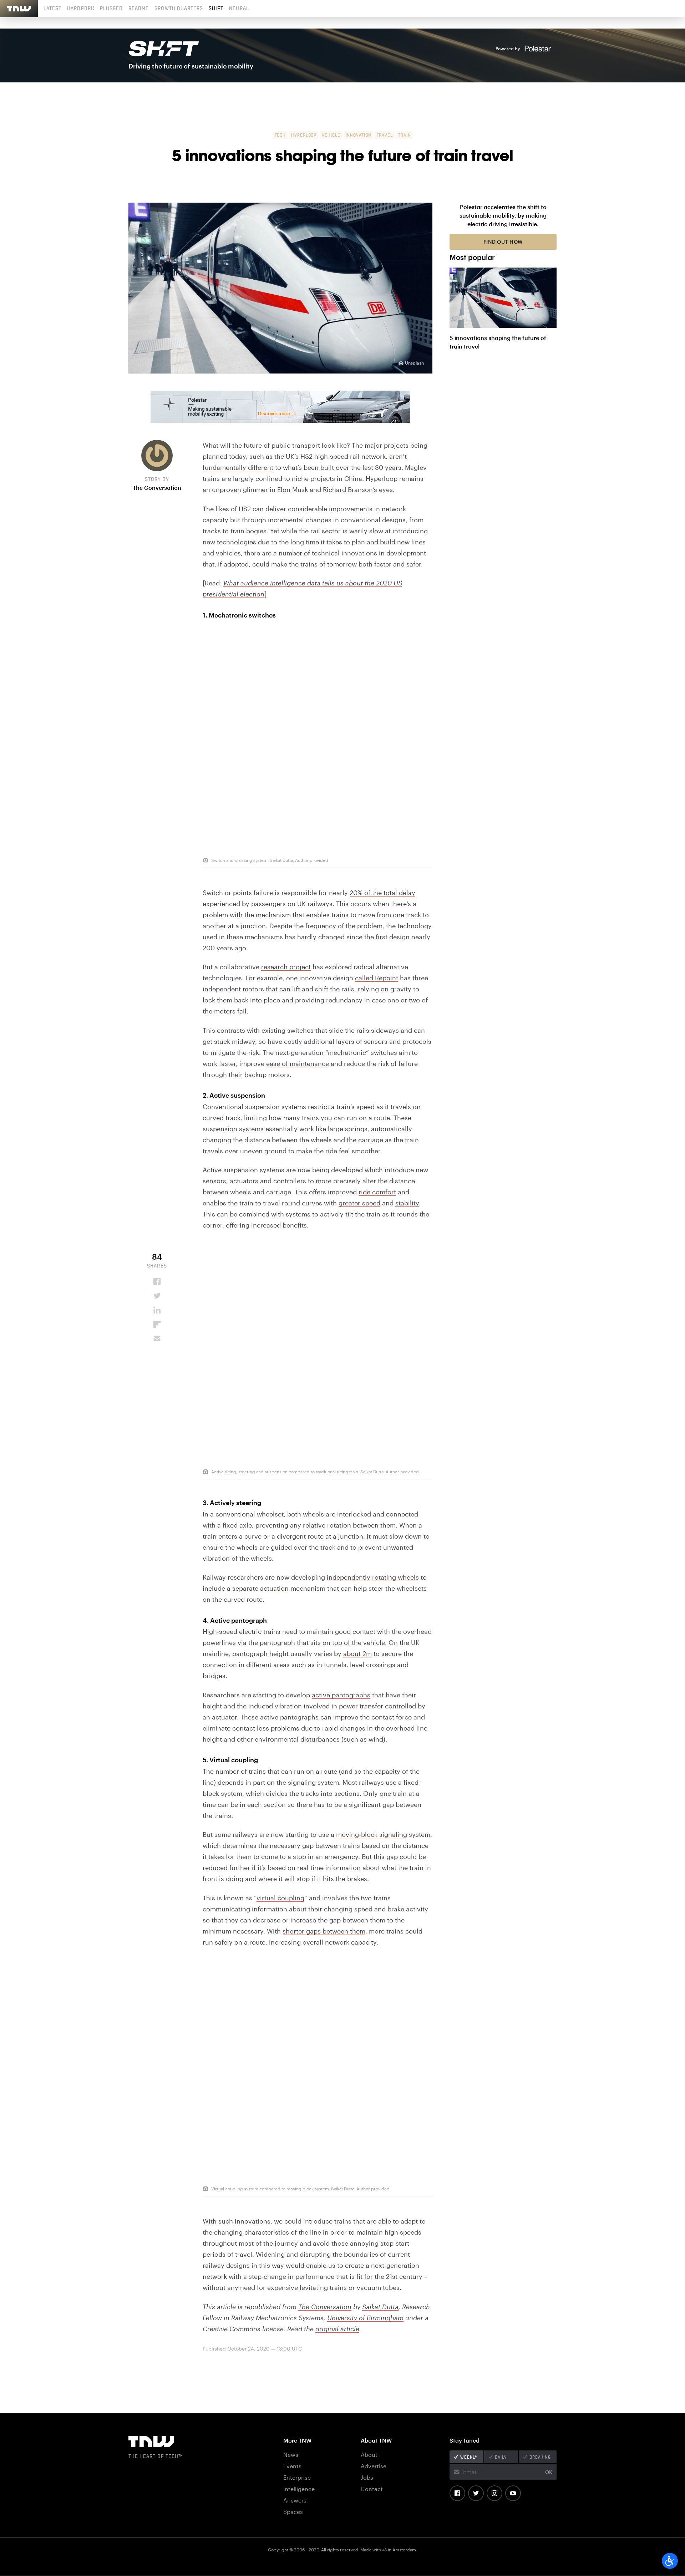 TNW LATEST HARDFORK PLUGGED README GROWTH QUARTERS SHIFT NEURAL
SHIFT
Driving the future of sustainable mobility
Powered by Polestar
TECH HYPERLOOP VEHICLE INNOVATION TRAVEL TRAIN
5 innovations shaping the future of train travel
DB
Unsplash
Polestar accelerates the shift to
sustainable mobility, by making
electric driving irresistible.
FIND OUT HOW
Most popular
5 innovations shaping the future of
train travel
Polestar
Making sustainable
mobility exciting
Discover more →
STORY BY
The Conversation
What will the future of public transport look like? The major projects being
planned today, such as the UK's HS2 high-speed rail network, aren't
fundamentally different to what's been built over the last 30 years. Maglev
trains are largely confined to niche projects in China. Hyperloop remains
an unproven glimmer in Elon Musk and Richard Branson's eyes.
The likes of HS2 can deliver considerable improvements in network
capacity but through incremental changes in conventional designs, from
tracks to train bogies. Yet while the rail sector is warily slow at introducing
new technologies due to the long time it takes to plan and build new lines
and vehicles, there are a number of technical innovations in development
that, if adopted, could make the trains of tomorrow both faster and safer.
[Read: What audience intelligence data tells us about the 2020 US
presidential election]
1. Mechatronic switches
Switch and crossing system. Saikat Dutta, Author provided
Switch or points failure is responsible for nearly 20% of the total delay
experienced by passengers on UK railways. This occurs when there's a
problem with the mechanism that enables trains to move from one track to
another at a junction. Despite the frequency of the problem, the technology
used in these mechanisms has hardly changed since the first design nearly
200 years ago.
But a collaborative research project has explored radical alternative
technologies. For example, one innovative design called Repoint has three
independent motors that can lift and shift the rails, relying on gravity to
lock them back into place and providing redundancy in case one or two of
the motors fail.
This contrasts with existing switches that slide the rails sideways and can
get stuck midway, so have costly additional layers of sensors and protocols
to mitigate the risk. The next-generation "mechatronic" switches aim to
work faster, improve ease of maintenance and reduce the risk of failure
through their backup motors.
2. Active suspension
Conventional suspension systems restrict a train's speed as it travels on
curved track, limiting how many trains you can run on a route. These
suspension systems essentially work like large springs, automatically
changing the distance between the wheels and the carriage as the train
travels over uneven ground to make the ride feel smoother.
Active suspension systems are now being developed which introduce new
sensors, actuators and controllers to more precisely alter the distance
between wheels and carriage. This offers improved ride comfort and
enables the train to travel round curves with greater speed and stability.
This can be combined with systems to actively tilt the train as it rounds the
corner, offering increased benefits.
84
SHARES
Active tilting, steering and suspension compared to traditional tilting train. Saikat Dutta, Author provided
3. Actively steering
In a conventional wheelset, both wheels are interlocked and connected
with a fixed axle, preventing any relative rotation between them. When a
train enters a curve or a divergent route at a junction, it must slow down to
ensure the wheels are guided over the track and to prevent unwanted
vibration of the wheels.
Railway researchers are now developing independently rotating wheels to
include a separate actuation mechanism that can help steer the wheelsets
on the curved route.
4. Active pantograph
High-speed electric trains need to maintain good contact with the overhead
powerlines via the pantograph that sits on top of the vehicle. On the UK
mainline, pantograph height usually varies by about 2m to secure the
connection in different areas such as in tunnels, level crossings and
bridges.
Researchers are starting to develop active pantographs that have their
height and the induced vibration involved in power transfer controlled by
an actuator. These active pantographs can improve the contact force and
eliminate contact loss problems due to rapid changes in the overhead line
height and other environmental disturbances (such as wind).
5. Virtual coupling
The number of trains that can run on a route (and so the capacity of the
line) depends in part on the signaling system. Most railways use a fixed-
block system, which divides the tracks into sections. Only one train at a
time can be in each section so there has to be a significant gap between
the trains.
But some railways are now starting to use a moving-block signaling system,
which determines the necessary gap between trains based on the distance
it takes for them to come to a stop in an emergency. But this gap could be
reduced further if it's based on real time information about what the train in
front is doing and where it will stop if it hits the brakes.
This is known as "virtual coupling" and involves the two trains
communicating information about their changing speed and brake activity
so that they can decrease or increase the gap between them to the
minimum necessary. With shorter gaps between them, more trains could
run safely on a route, increasing overall network capacity.
Virtual coupling system compared to moving block system. Saikat Dutta, Author provided
With such innovations, we could introduce trains that are able to adapt to
the changing characteristics of the line in order to maintain high speeds
throughout most of the journey and avoid those annoying stop-start
periods of travel. Widening and disrupting the boundaries of current
railway designs in this way would enable us to create a next-generation
network with a step-change in performance that is fit for the 21st century –
without any need for expensive levitating trains or vacuum tubes.
This article is republished from The Conversation by Saikat Dutta, Research
Fellow in Railway Mechatronics Systems, University of Birmingham under a
Creative Commons license. Read the original article.
Published October 24, 2020 — 13:00 UTC
TNW
THE HEART OF TECH™
More TNW
News
Events
Enterprise
Intelligence
Answers
Spaces
About TNW
About
Advertise
Jobs
Contact
Stay tuned
WEEKLY DAILY BREAKING
Email OK
Copyright © 2006—2020. All rights reserved. Made with <3 in Amsterdam.